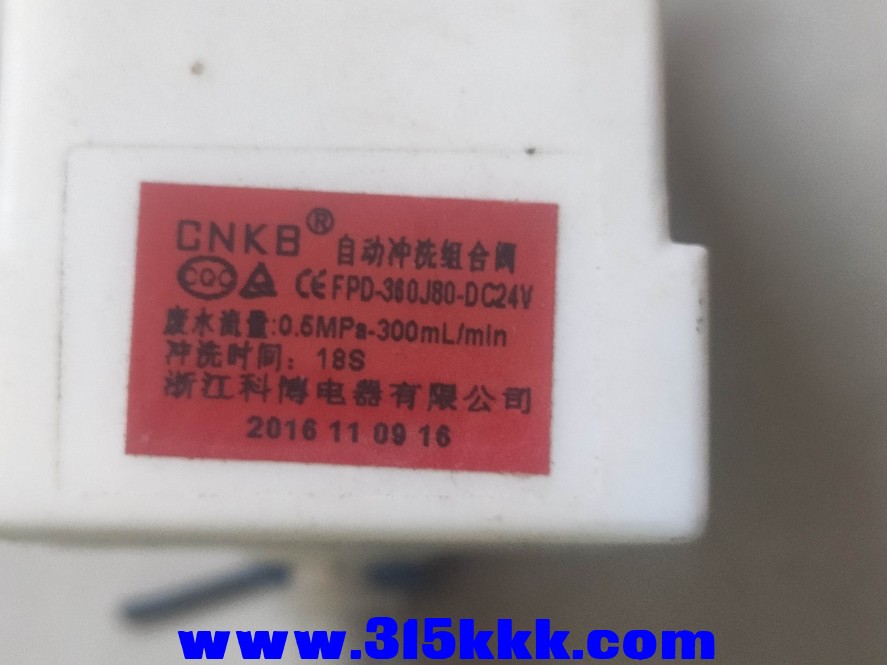 CNKB® 自动冲洗组合阀
CQC CE FPD-360J80-DC24V
废水流量:0.5MPa-300mL/min
冲洗时间：18S
浙江科博电器有限公司
2016 11 09 16
www.315kkk.com